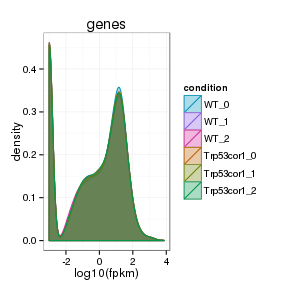 genes
density
0.4
0.3
0.2
0.1
0.0
-2 0 2 4
log10(fpkm)
condition
WT_0
WT_1
WT_2
Trp53cor1_0
Trp53cor1_1
Trp53cor1_2